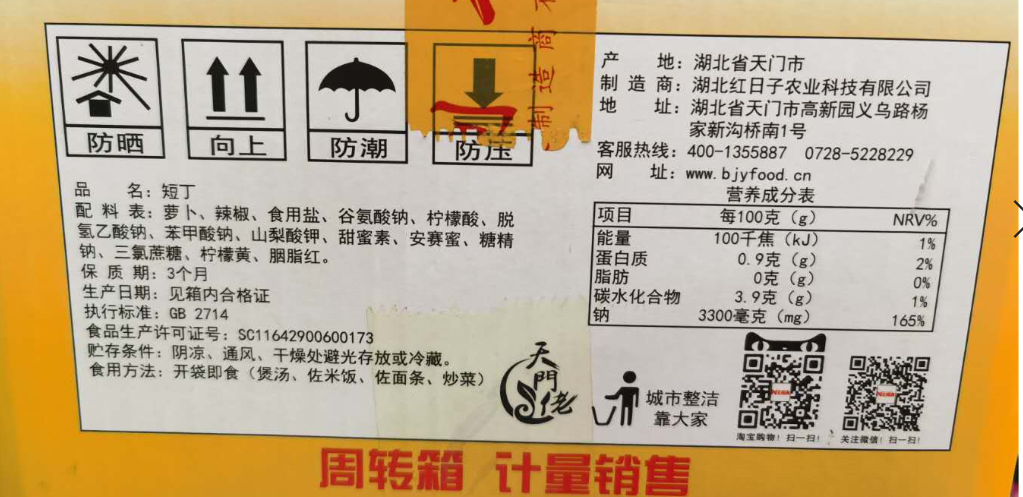 制造商
防晒
向上
防潮
防压
品 名：短丁
配 料 表：萝卜、辣椒、食用盐、谷氨酸钠、柠檬酸、脱
氢乙酸钠、苯甲酸钠、山梨酸钾、甜蜜素、安赛蜜、糖精
钠、三氯蔗糖、柠檬黄、胭脂红。
保 质 期：3个月
生产日期：见箱内合格证
执行标准：GB 2714
食品生产许可证号：SC11642900600173
贮存条件：阴凉、通风、干燥处避光存放或冷藏。
食用方法：开袋即食（煲汤、佐米饭、佐面条、炒菜）
产 地：湖北省天门市
制 造 商：湖北红日子农业科技有限公司
地 址：湖北省天门市高新园义乌路杨
家新沟桥南1号
客服热线：400-1355887 0728-5228229
网 址：www.bjyfood.cn
营养成分表
项目 每100克（g） NRV%
能量 100千焦（kJ） 1%
蛋白质 0.9克（g） 2%
脂肪 0克（g） 0%
碳水化合物 3.9克（g） 1%
钠 3300毫克（mg） 165%
天門佬
城市整洁
靠大家
淘宝购物！扫一扫！
关注微信！扫一扫！
周转箱 计量销售